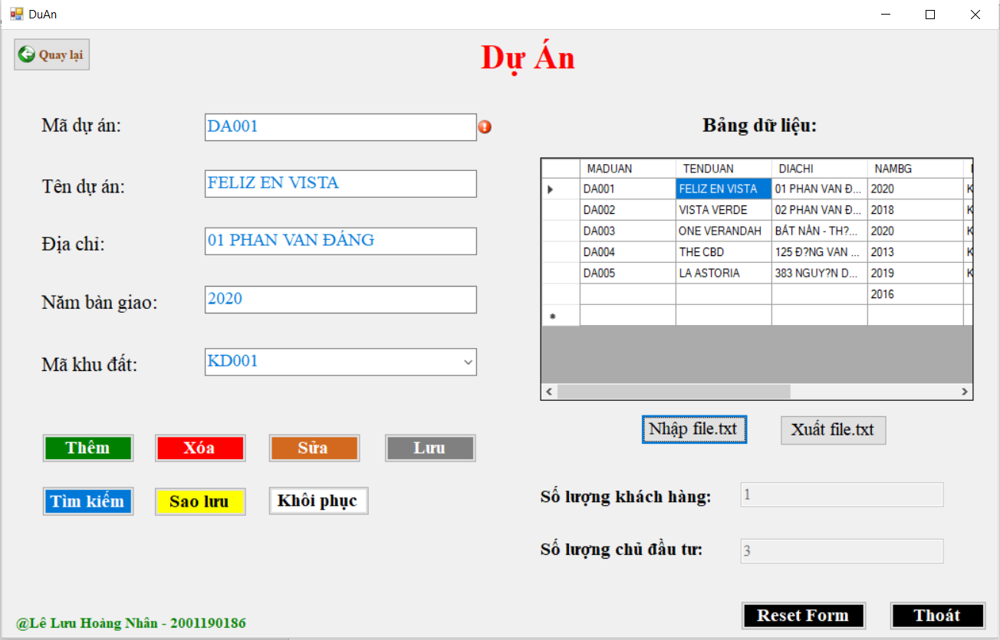 DuAn
Quay lại
Dự Án
Mã dự án:
DA001
Tên dự án:
FELIZ EN VISTA
Địa chỉ:
01 PHAN VAN ĐÁNG
Năm bàn giao:
2020
Mã khu đất:
KD001
Thêm
Xóa
Sửa
Lưu
Tìm kiếm
Sao lưu
Khôi phục
Bảng dữ liệu:
MADUAN TENDUAN DIACHI NAMBG
DA001 FELIZ EN VISTA 01 PHAN VAN Đ... 2020 K
DA002 VISTA VERDE 02 PHAN VAN Đ... 2018 K
DA003 ONE VERANDAH BÁT NÀN - TH?... 2020 K
DA004 THE CBD 125 Đ?NG VAN ... 2013 K
DA005 LA ASTORIA 383 NGUY?N D... 2019 K
2016
Nhập file.txt
Xuất file.txt
Số lượng khách hàng:
1
Số lượng chủ đầu tư:
3
Reset Form
Thoát
@Lê Lưu Hoàng Nhân - 2001190186